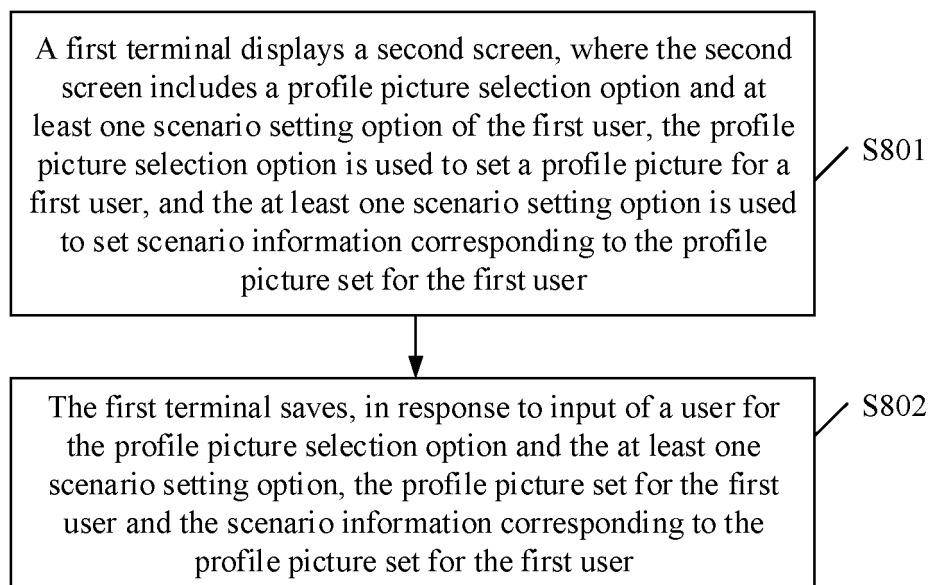 A first terminal displays a second screen, where the second
screen includes a profile picture selection option and at
least one scenario setting option of the first user, the profile
picture selection option is used to set a profile picture for a
first user, and the at least one scenario setting option is used
to set scenario information corresponding to the profile
picture set for the first user
S801
The first terminal saves, in response to input of a user for
the profile picture selection option and the at least one
scenario setting option, the profile picture set for the first
user and the scenario information corresponding to the
profile picture set for the first user
S802